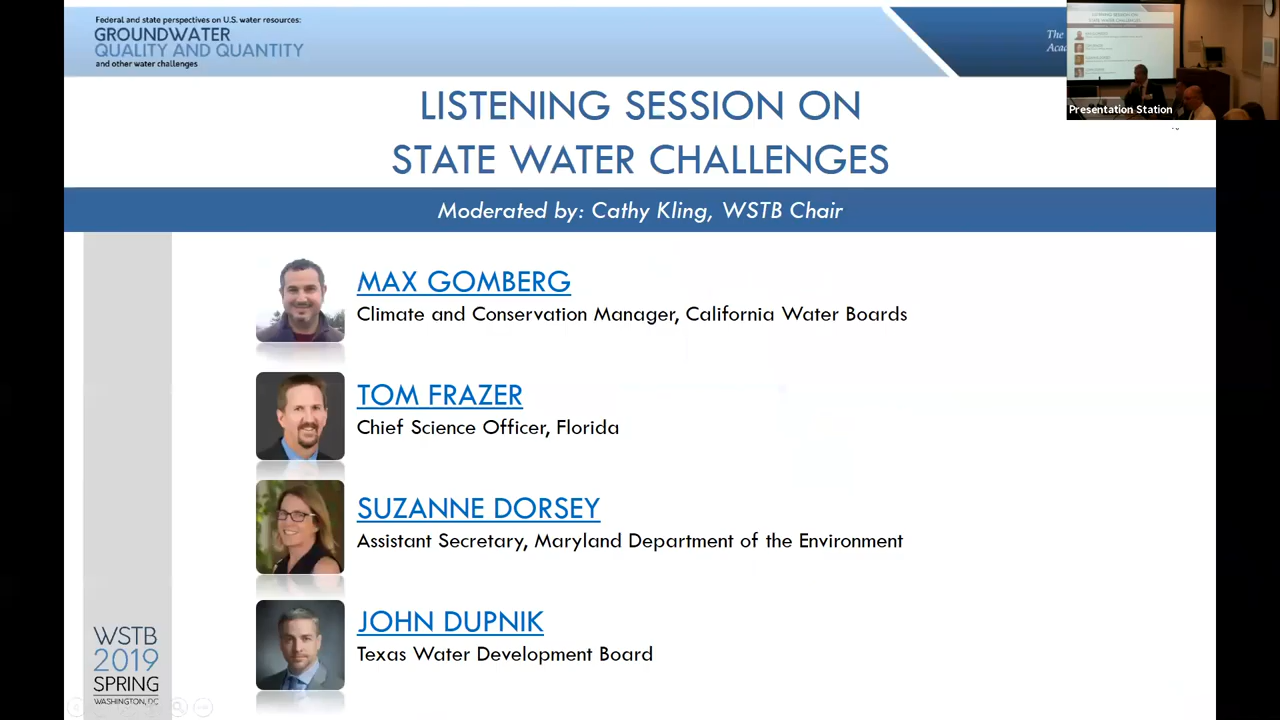 Federal and state perspectives on U.S. water resources:
GROUNDWATER
QUALITY AND QUANTITY
and other water challenges
The
Presentation Station
LISTENING SESSION ON
STATE WATER CHALLENGES
Moderated by: Cathy Kling, WSTB Chair
MAX GOMBERG
Climate and Conservation Manager, California Water Boards
TOM FRAZER
Chief Science Officer, Florida
SUZANNE DORSEY
Assistant Secretary, Maryland Department of the Environment
JOHN DUPNIK
Texas Water Development Board
WSTB
2019
SPRING
WASHINGTON, DC